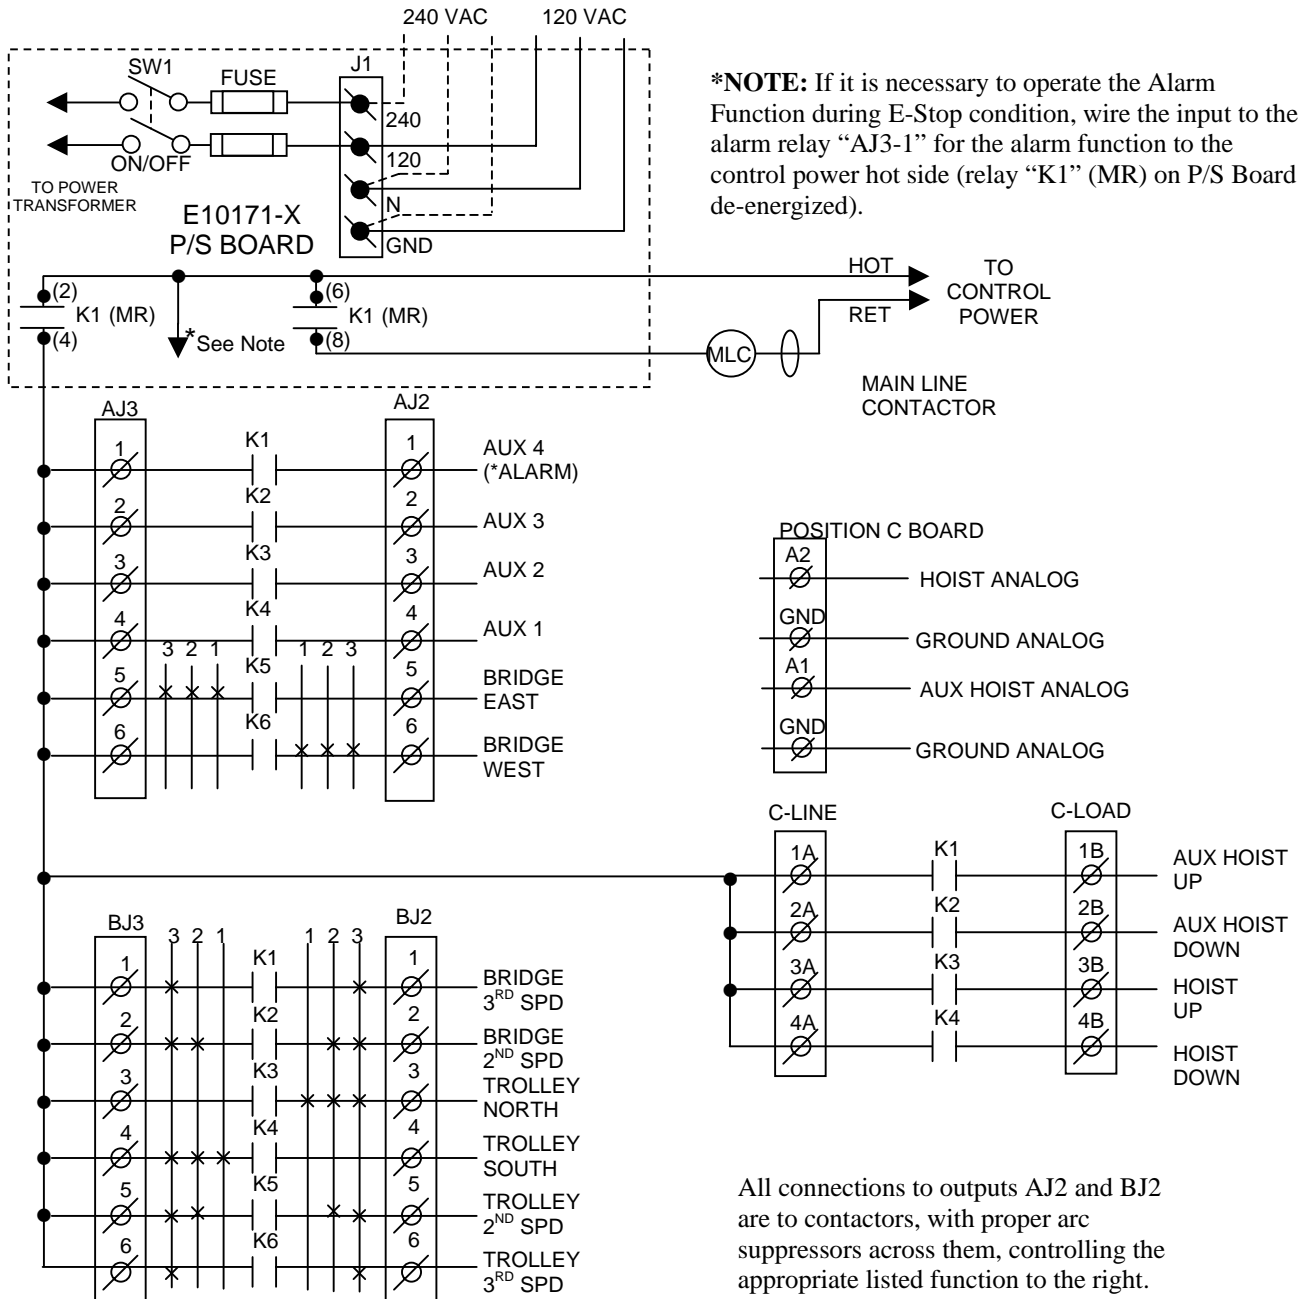 240 VAC
120 VAC
SW1
FUSE
J1
240
120
N
GND
ON/OFF
TO POWER
TRANSFORMER
E10171-X
P/S BOARD
*NOTE: If it is necessary to operate the Alarm
Function during E-Stop condition, wire the input to the
alarm relay “AJ3-1” for the alarm function to the
control power hot side (relay “K1” (MR) on P/S Board
de-energized).
(2)
K1 (MR)
(4)
*See Note
(6)
K1 (MR)
(8)
HOT
RET
TO
CONTROL
POWER
MLC
MAIN LINE
CONTACTOR
AJ3
AJ2
1
K1
1
AUX 4
(*ALARM)
2
K2
2
AUX 3
3
K3
3
AUX 2
4
K4
4
AUX 1
3 2 1
1 2 3
5
K5
5
BRIDGE
EAST
6
K6
6
BRIDGE
WEST
POSITION C BOARD
A2
HOIST ANALOG
GND
GROUND ANALOG
A1
AUX HOIST ANALOG
GND
GROUND ANALOG
C-LINE
C-LOAD
1A
K1
1B
AUX HOIST
UP
2A
K2
2B
AUX HOIST
DOWN
3A
K3
3B
HOIST
UP
4A
K4
4B
HOIST
DOWN
BJ3
BJ2
3 2 1
1 2 3
1
K1
1
BRIDGE
3RD SPD
2
K2
2
BRIDGE
2ND SPD
3
K3
3
TROLLEY
NORTH
4
K4
4
TROLLEY
SOUTH
5
K5
5
TROLLEY
2ND SPD
6
K6
6
TROLLEY
3RD SPD
All connections to outputs AJ2 and BJ2
are to contactors, with proper arc
suppressors across them, controlling the
appropriate listed function to the right.